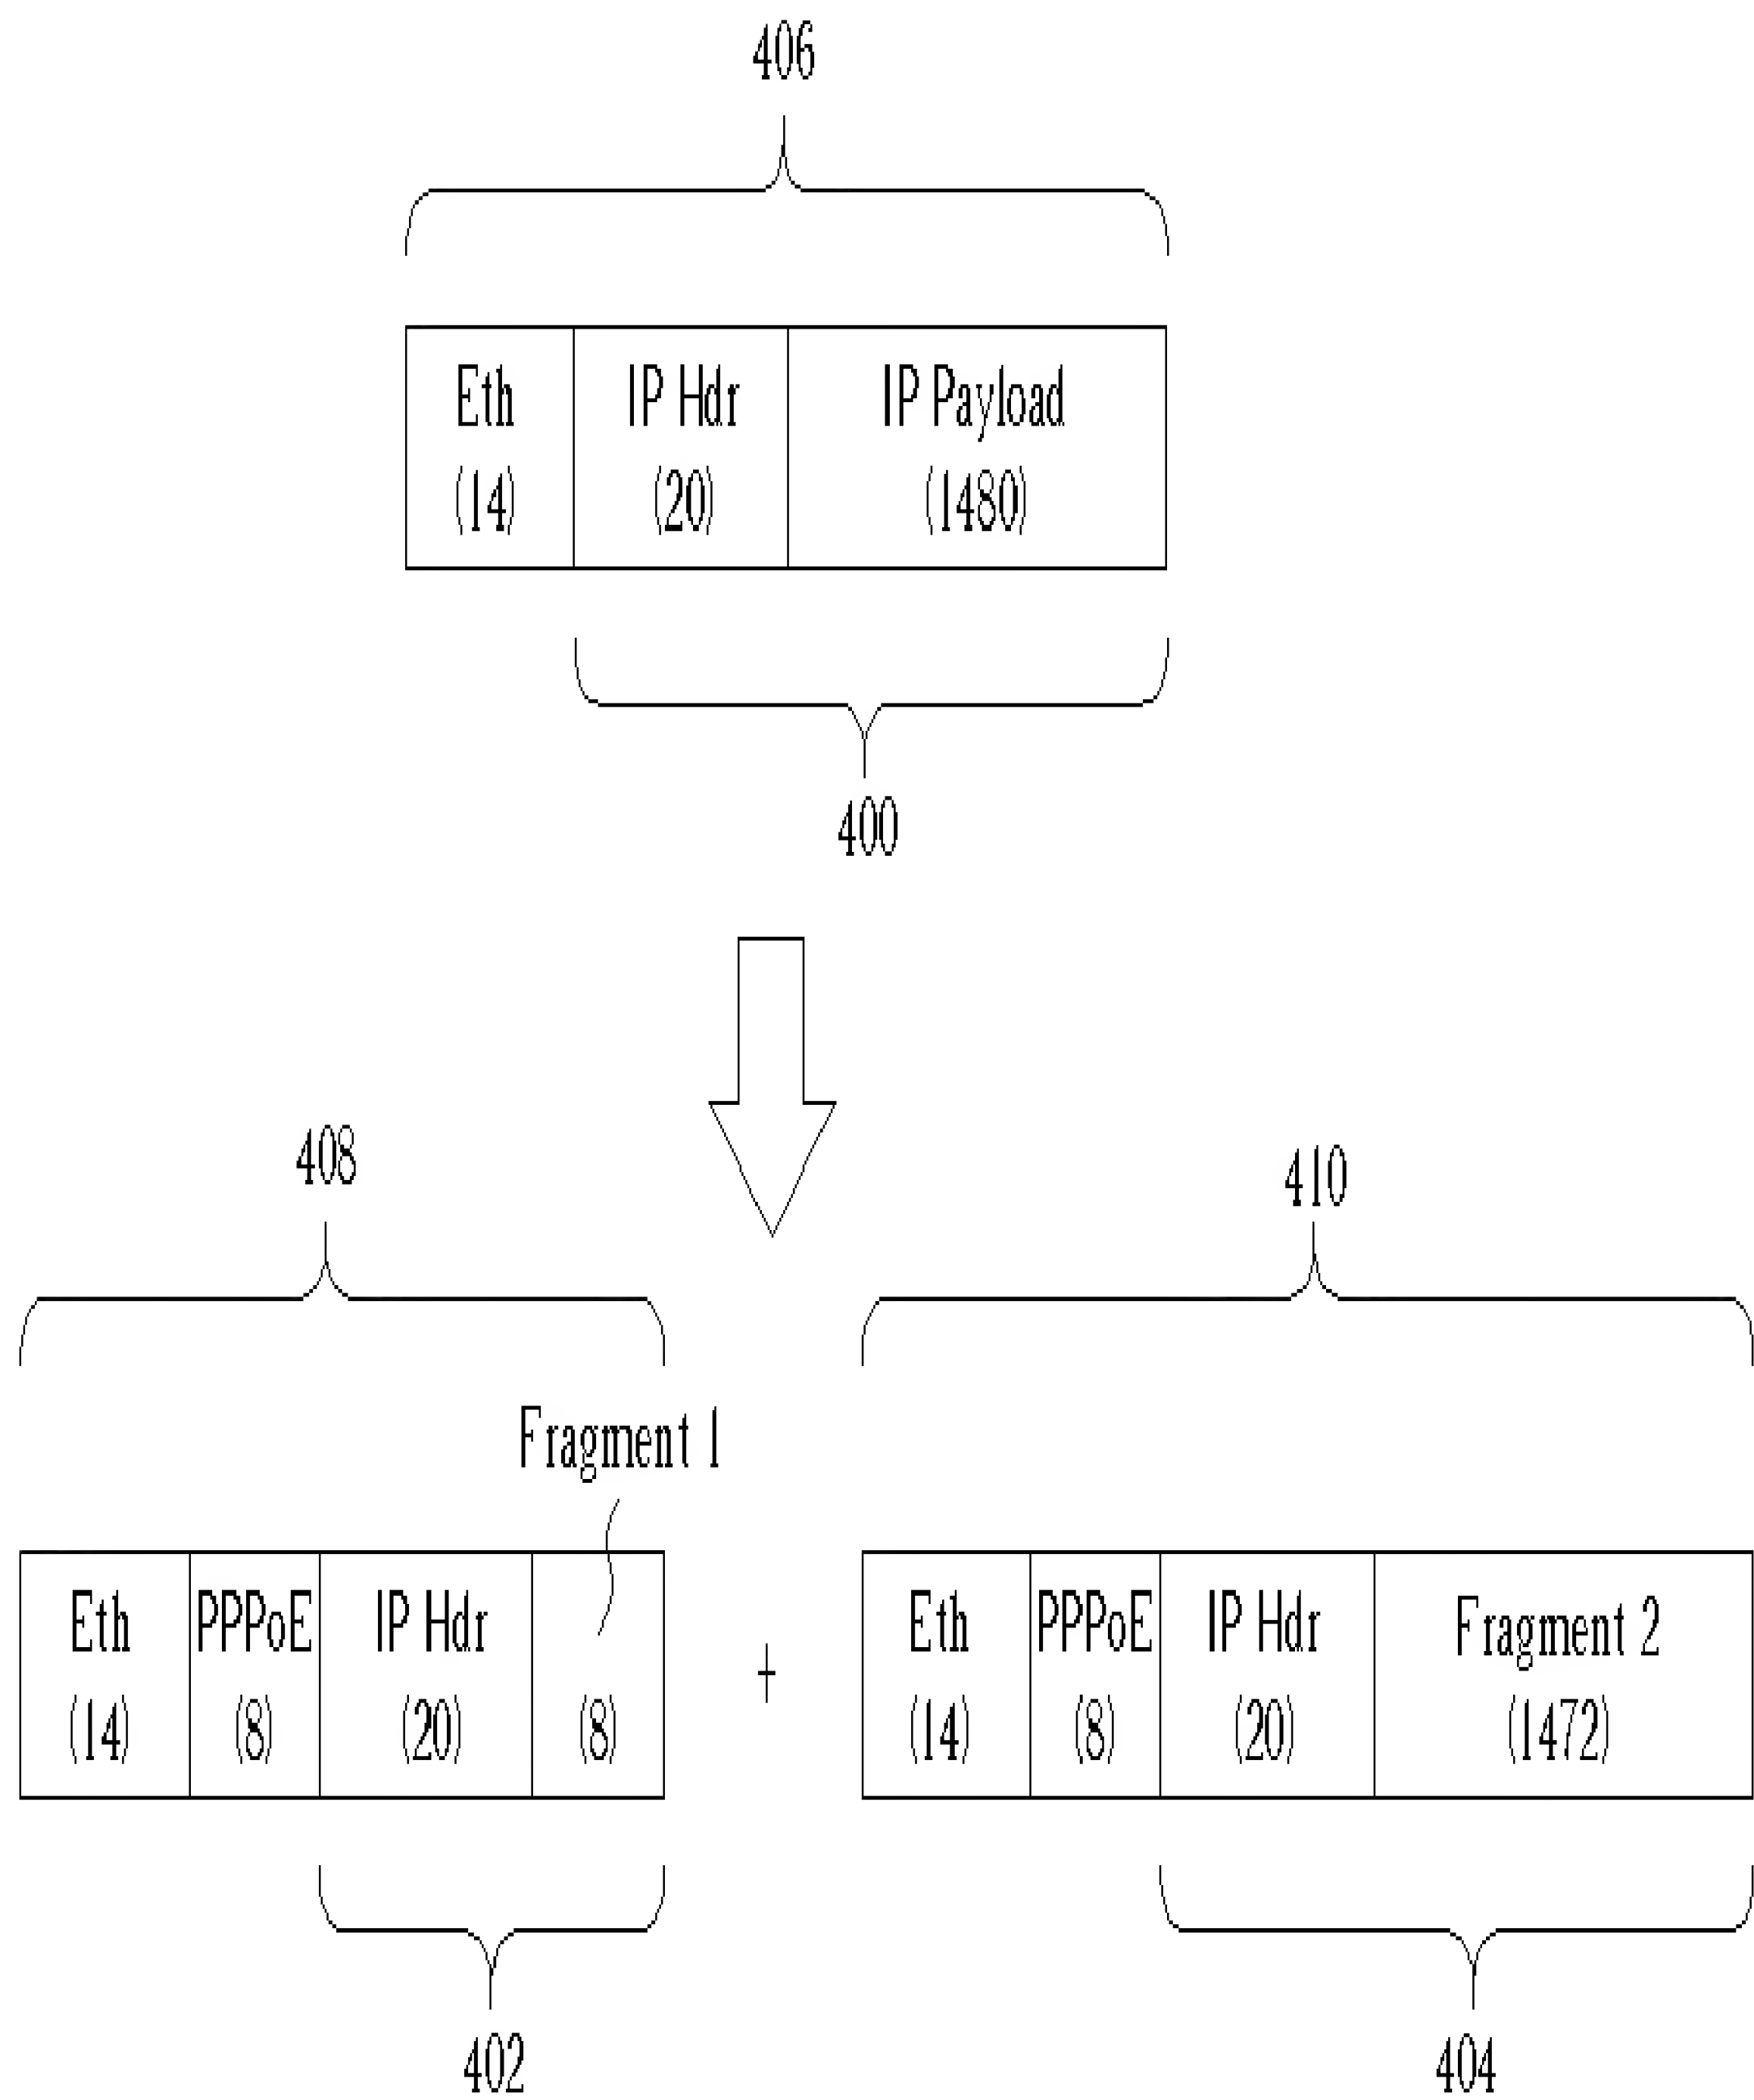 406
Eth IP Hdr IP Payload
(14) (20) (1480)
400
408
410
Fragment 1
Eth PPPoE IP Hdr
(14) (8) (20) (8)
+
Eth PPPoE IP Hdr Fragment 2
(14) (8) (20) (1472)
402
404